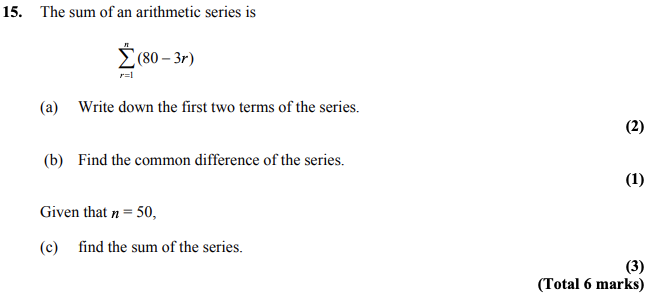 15. The sum of an arithmetic series is
n
∑(80 – 3r)
r=1
(a) Write down the first two terms of the series.
(2)
(b) Find the common difference of the series.
(1)
Given that n = 50,
(c) find the sum of the series.
(3)
(Total 6 marks)